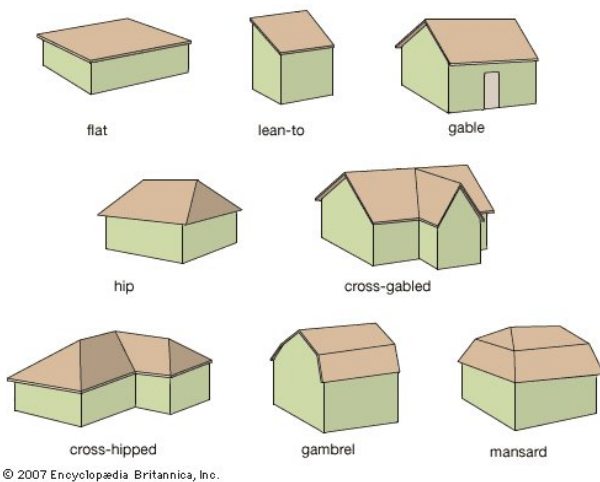 flat
lean-to
gable
hip
cross-gabled
cross-hipped
gambrel
mansard
© 2007 Encyclopædia Britannica, Inc.